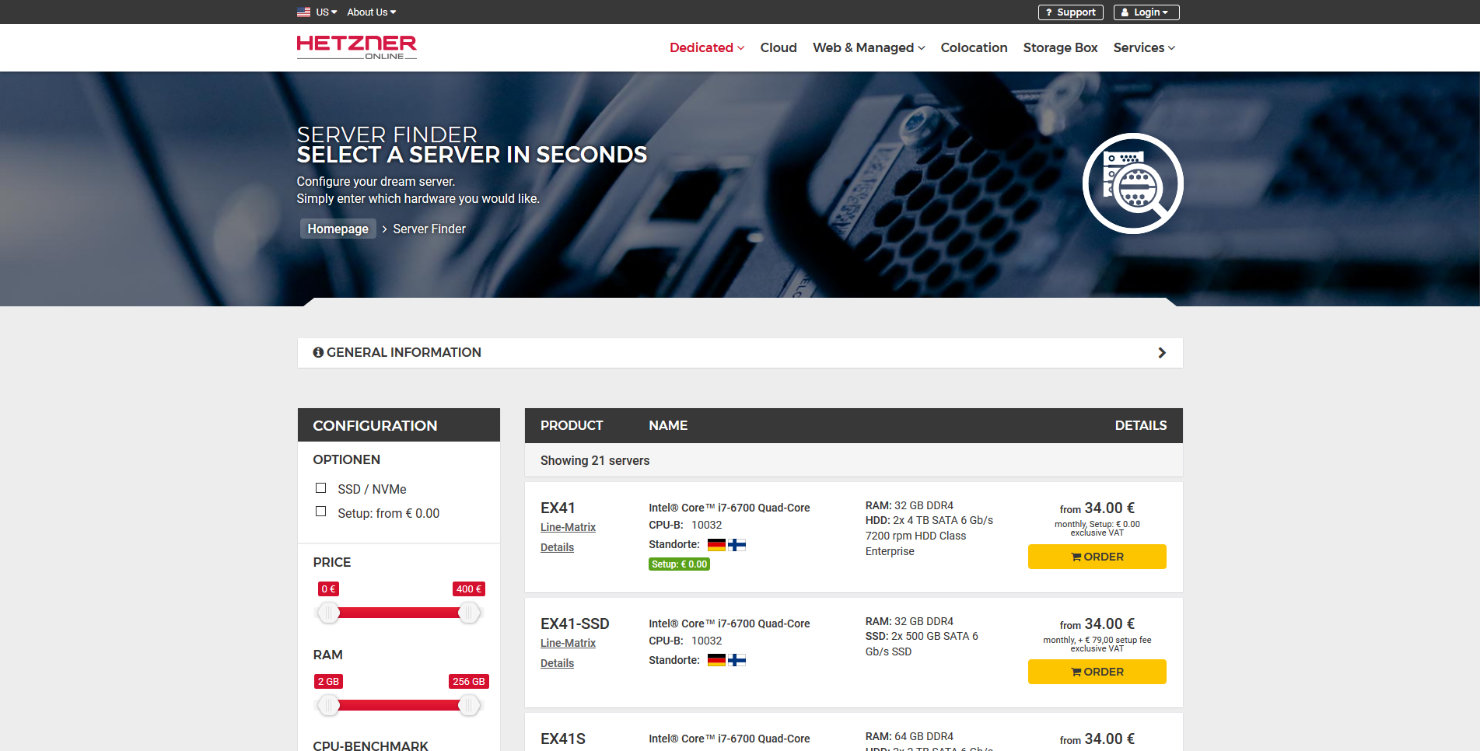 US
About Us
? Support
Login
HETZNER
ONLINE
Dedicated
Cloud
Web & Managed
Colocation
Storage Box
Services
SERVER FINDER
SELECT A SERVER IN SECONDS
Configure your dream server.
Simply enter which hardware you would like.
Homepage > Server Finder
GENERAL INFORMATION
CONFIGURATION
OPTIONEN
SSD / NVMe
Setup: from € 0.00
PRICE
0 €
400 €
RAM
2 GB
256 GB
CPU-BENCHMARK
PRODUCT
NAME
DETAILS
Showing 21 servers
EX41
Line-Matrix
Details
Intel® Core™ i7-6700 Quad-Core
CPU-B: 10032
Standorte:
Setup: € 0.00
RAM: 32 GB DDR4
HDD: 2x 4 TB SATA 6 Gb/s
7200 rpm HDD Class
Enterprise
from 34.00 €
monthly, Setup: € 0.00
exclusive VAT
ORDER
EX41-SSD
Line-Matrix
Details
Intel® Core™ i7-6700 Quad-Core
CPU-B: 10032
Standorte:
RAM: 32 GB DDR4
SSD: 2x 500 GB SATA 6
Gb/s SSD
from 34.00 €
monthly, + € 79,00 setup fee
exclusive VAT
ORDER
EX41S
Intel® Core™ i7-6700 Quad-Core
RAM: 64 GB DDR4
from 34.00 €